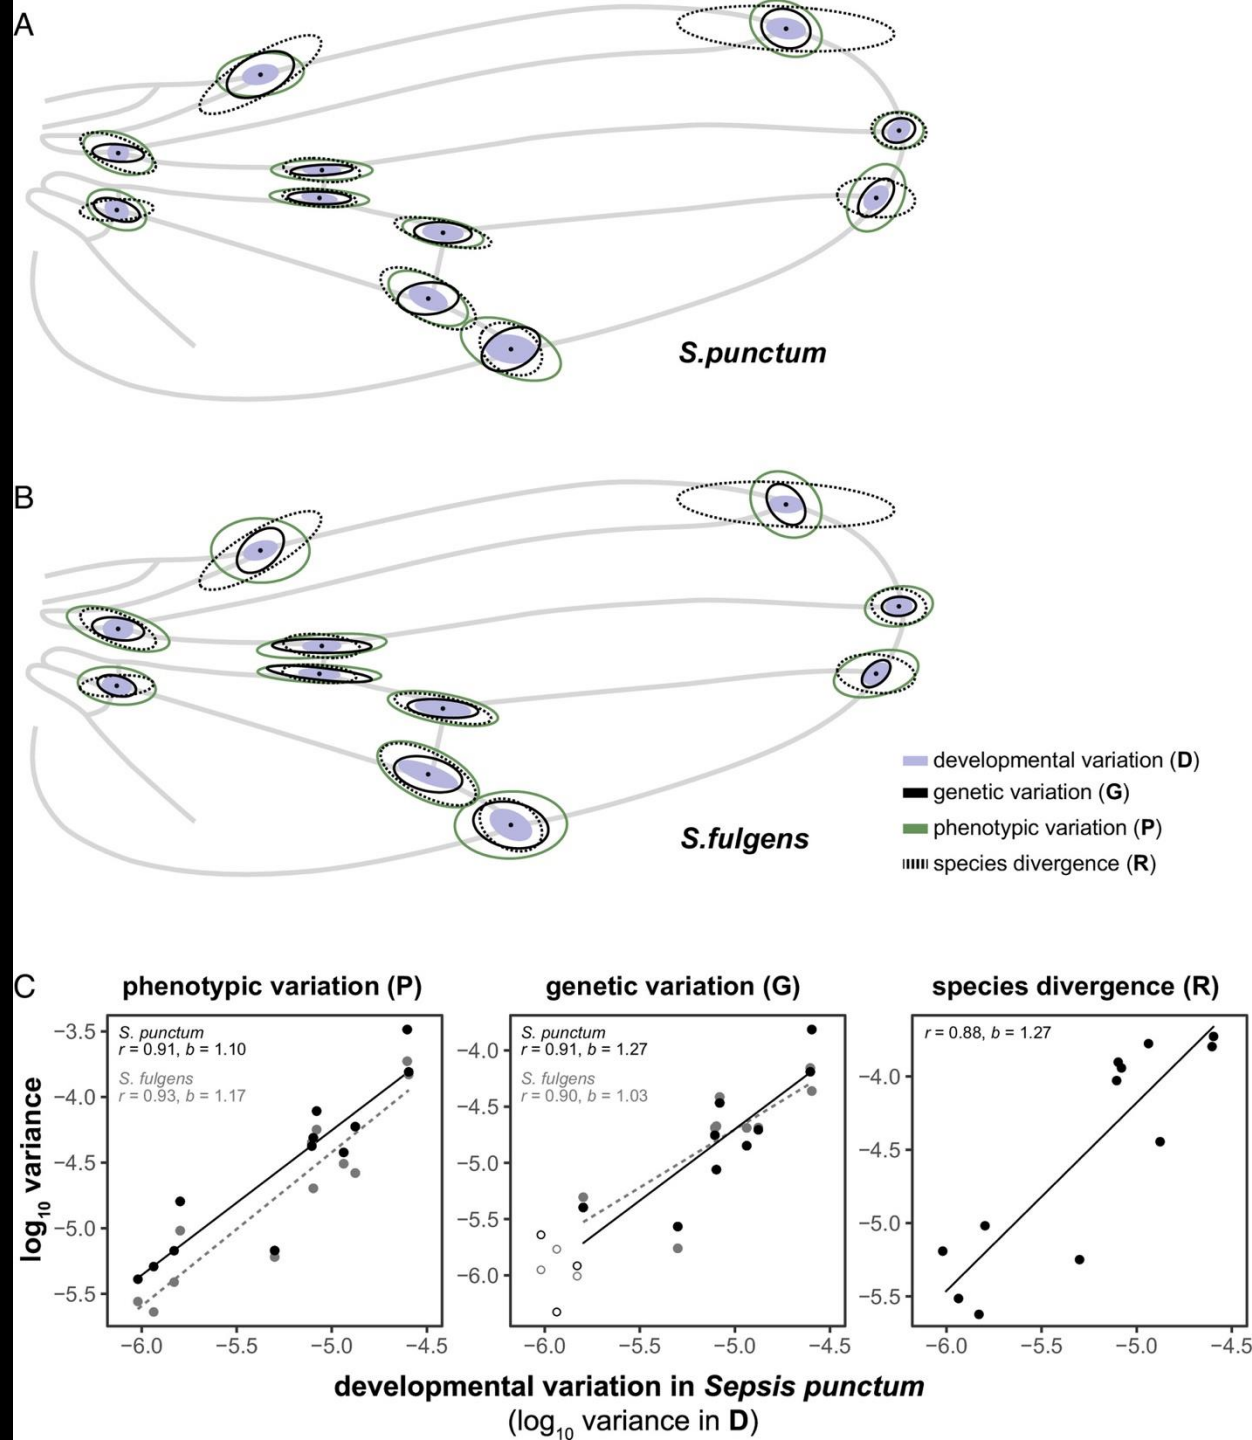 A
S.punctum
B
developmental variation (D)
genetic variation (G)
phenotypic variation (P)
species divergence (R)
S.fulgens
C
phenotypic variation (P)
genetic variation (G)
species divergence (R)
log₁₀ variance
S. punctum
r = 0.91, b = 1.10
S. fulgens
r = 0.93, b = 1.17
−3.5
−4.0
−4.5
−5.0
−5.5
−6.0 −5.5 −5.0 −4.5
S. punctum
r = 0.91, b = 1.27
S. fulgens
r = 0.90, b = 1.03
−4.0
−4.5
−5.0
−5.5
−6.0
−6.0 −5.5 −5.0 −4.5
r = 0.88, b = 1.27
−4.0
−4.5
−5.0
−5.5
−6.0 −5.5 −5.0 −4.5
developmental variation in Sepsis punctum
(log₁₀ variance in D)